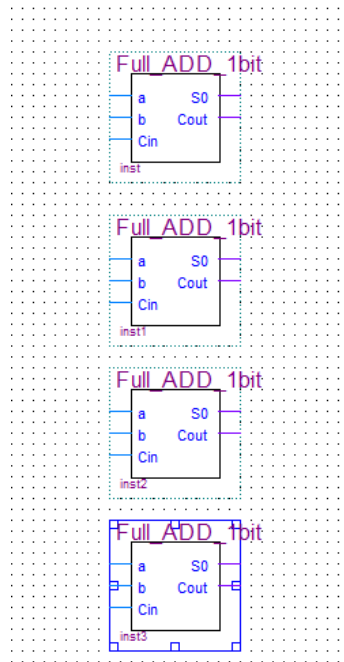 Full_ADD_1bit
a S0
b Cout
Cin
inst
Full_ADD_1bit
a S0
b Cout
Cin
inst1
Full_ADD_1bit
a S0
b Cout
Cin
inst2
Full_ADD_1bit
a S0
b Cout
Cin
inst3